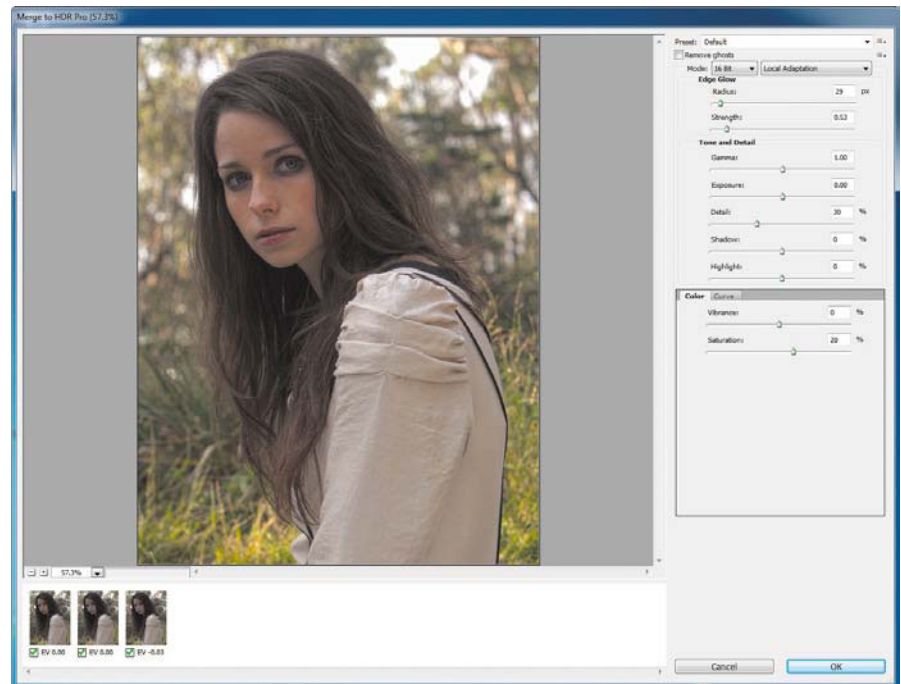 Merge to HDR Pro (57.3%)
Preset: Default
Remove ghosts
Mode: 16 Bit Local Adaptation
Edge Glow
Radius: 29 px
Strength: 0.53
Tone and Detail
Gamma: 1.00
Exposure: 0.00
Detail: 30 %
Shadow: 0 %
Highlight: 0 %
Color Curve
Vibrance: 0 %
Saturation: 20 %
57.3%
EV 0.00 EV 0.00 EV -0.03
Cancel OK